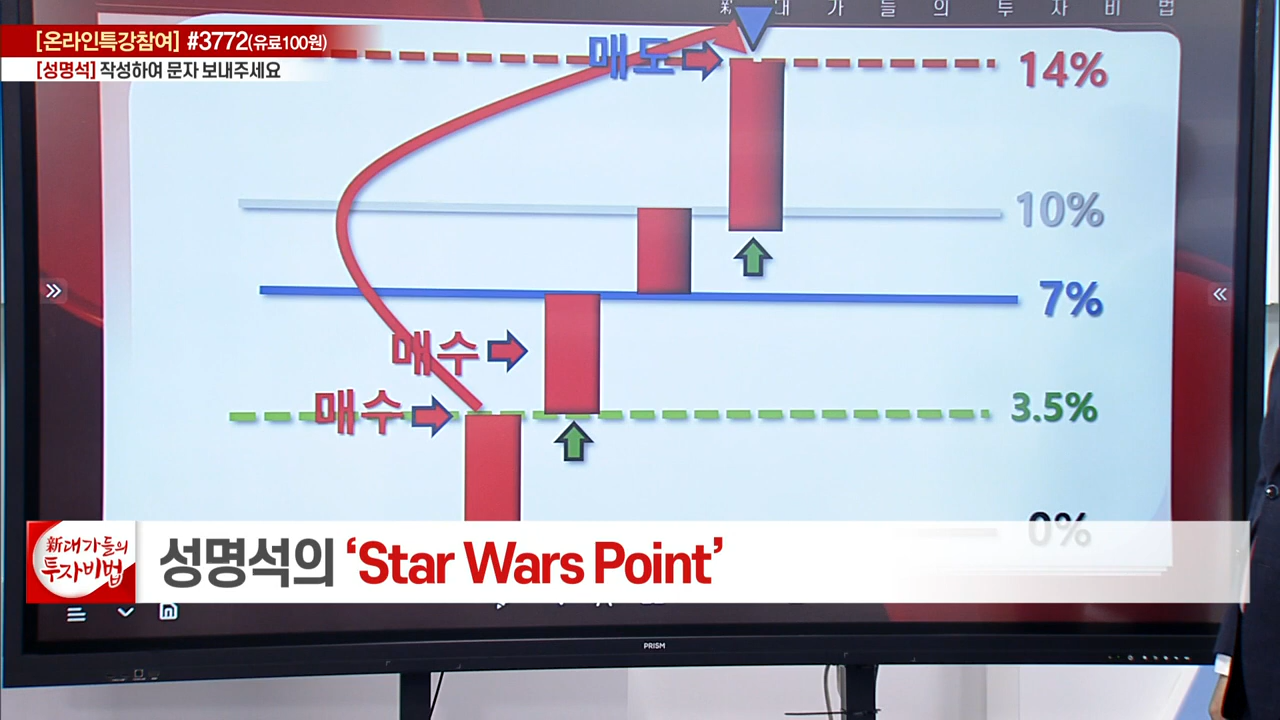 [온라인특강참여] #3772(유료100원)
[성명석] 작성하여 문자 보내주세요
新 대 가 들 의 투 자 비 법
매도
14%
10%
7%
매수
매수
3.5%
0%
新대가들의
투자비법
성명석의 ‘Star Wars Point’
PRISM